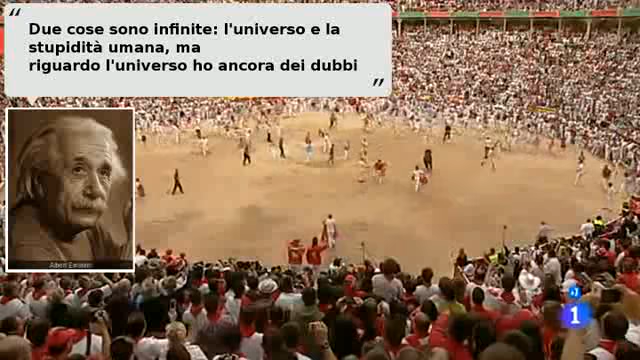 “
Due cose sono infinite: l'universo e la
stupidità umana, ma
riguardo l'universo ho ancora dei dubbi
”
Albert Einstein
1